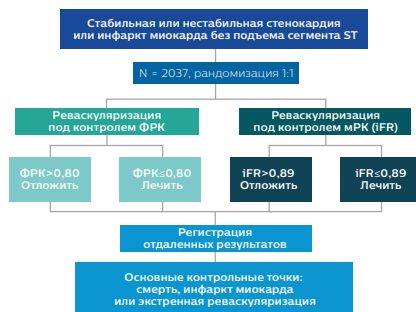 Стабильная или нестабильная стенокардия
или инфаркт миокарда без подъема сегмента ST
N = 2037, рандомизация 1:1
Реваскуляризация
под контролем ФРК
Реваскуляризация
под контролем мРК (iFR)
ФРК>0,80
Отложить
ФРК≤0,80
Лечить
iFR>0,89
Отложить
iFR≤0,89
Лечить
Регистрация
отдаленных результатов
Основные контрольные точки:
смерть, инфаркт миокарда
или экстренная реваскуляризация